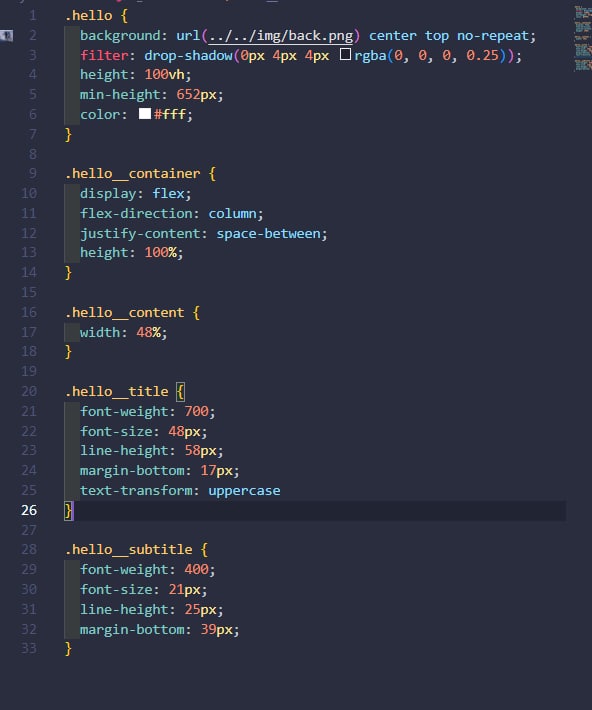 1 .hello {
2 background: url(../../img/back.png) center top no-repeat;
3 filter: drop-shadow(0px 4px 4px rgba(0, 0, 0, 0.25));
4 height: 100vh;
5 min-height: 652px;
6 color: #fff;
7 }
8
9 .hello__container {
10 display: flex;
11 flex-direction: column;
12 justify-content: space-between;
13 height: 100%;
14 }
15
16 .hello__content {
17 width: 48%;
18 }
19
20 .hello__title {
21 font-weight: 700;
22 font-size: 48px;
23 line-height: 58px;
24 margin-bottom: 17px;
25 text-transform: uppercase
26 }
27
28 .hello__subtitle {
29 font-weight: 400;
30 font-size: 21px;
31 line-height: 25px;
32 margin-bottom: 39px;
33 }